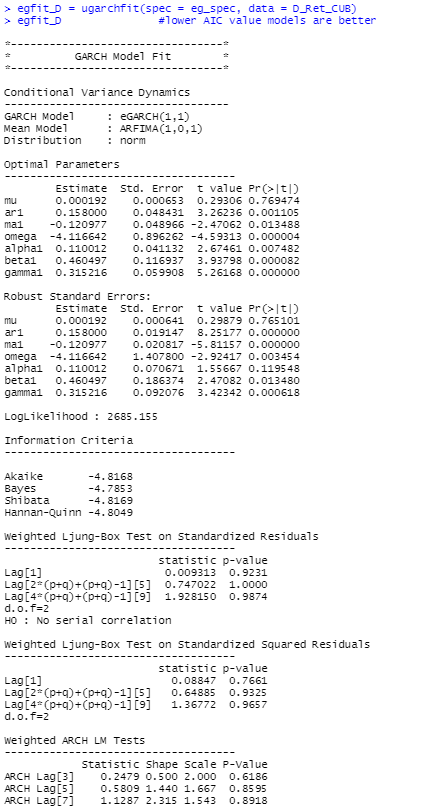 > egfit_D = ugarchfit(spec = eg_spec, data = D_Ret_CUB)
> egfit_D              #lower AIC value models are better

*---------------------------------*
*          GARCH Model Fit        *
*---------------------------------*

Conditional Variance Dynamics
-----------------------------------
GARCH Model     : eGARCH(1,1)
Mean Model      : ARFIMA(1,0,1)
Distribution    : norm

Optimal Parameters
------------------------------------
        Estimate  Std. Error  t value Pr(>|t|)
mu      0.000192    0.000653  0.29306 0.769474
ar1     0.158000    0.048431  3.26236 0.001105
ma1    -0.120977    0.048966 -2.47062 0.013488
omega  -4.116642    0.896262 -4.59313 0.000004
alpha1  0.110012    0.041132  2.67461 0.007482
beta1   0.460497    0.116937  3.93798 0.000082
gamma1  0.315216    0.059908  5.26168 0.000000

Robust Standard Errors:
        Estimate  Std. Error  t value Pr(>|t|)
mu      0.000192    0.000641  0.29879 0.765101
ar1     0.158000    0.019147  8.25177 0.000000
ma1    -0.120977    0.020817 -5.81157 0.000000
omega  -4.116642    1.407800 -2.92417 0.003454
alpha1  0.110012    0.070671  1.55667 0.119548
beta1   0.460497    0.186374  2.47082 0.013480
gamma1  0.315216    0.092076  3.42342 0.000618

LogLikelihood : 2685.155

Information Criteria
------------------------------------

Akaike       -4.8168
Bayes        -4.7853
Shibata      -4.8169
Hannan-Quinn -4.8049

Weighted Ljung-Box Test on Standardized Residuals
------------------------------------
                        statistic p-value
Lag[1]                   0.009313  0.9231
Lag[2*(p+q)+(p+q)-1][5]  0.747022  1.0000
Lag[4*(p+q)+(p+q)-1][9]  1.928150  0.9874
d.o.f=2
H0 : No serial correlation

Weighted Ljung-Box Test on Standardized Squared Residuals
------------------------------------
                        statistic p-value
Lag[1]                    0.08847  0.7661
Lag[2*(p+q)+(p+q)-1][5]   0.64885  0.9325
Lag[4*(p+q)+(p+q)-1][9]   1.36772  0.9657
d.o.f=2

Weighted ARCH LM Tests
------------------------------------
            Statistic Shape Scale P-Value
ARCH Lag[3]    0.2479 0.500 2.000  0.6186
ARCH Lag[5]    0.5809 1.440 1.667  0.8595
ARCH Lag[7]    1.1287 2.315 1.543  0.8918